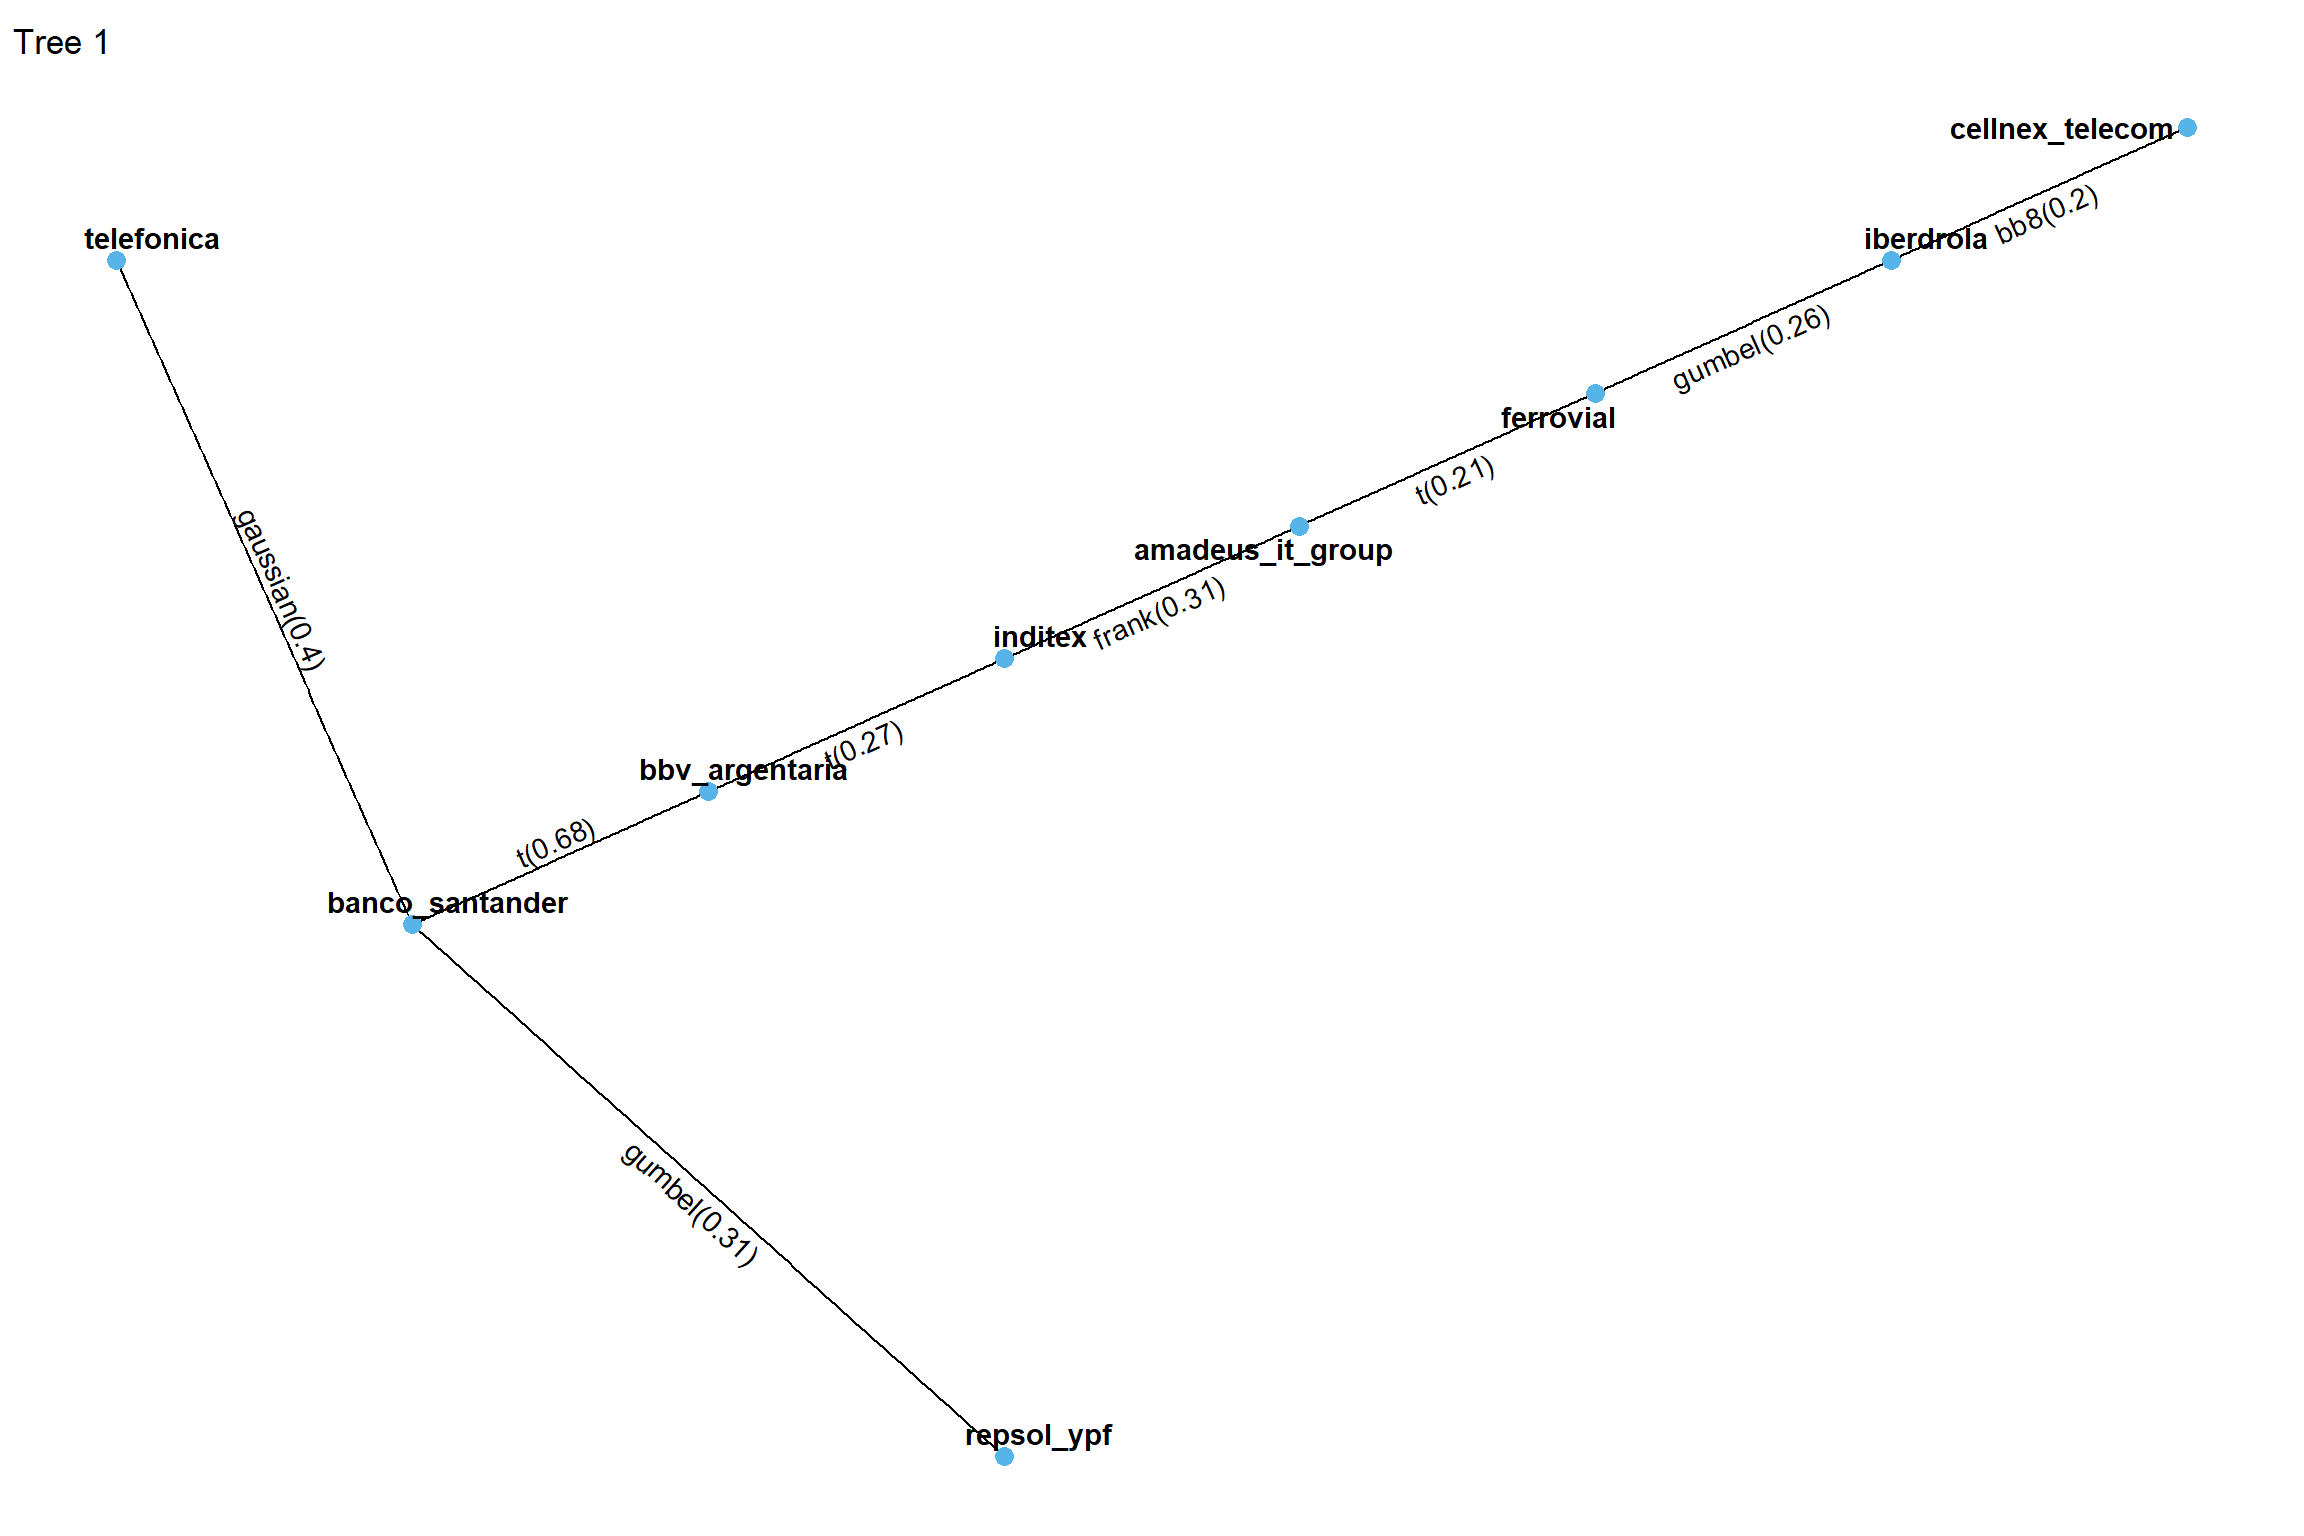 Tree 1
cellnex_telecom
bb8(0.2)
telefonica
iberdrola
gumbel(0.26)
ferrovial
t(0.21)
amadeus_it_group
gaussian(0.4)
frank(0.31)
inditex
t(0.27)
bbv_argentaria
t(0.68)
banco_santander
gumbel(0.31)
repsol_ypf